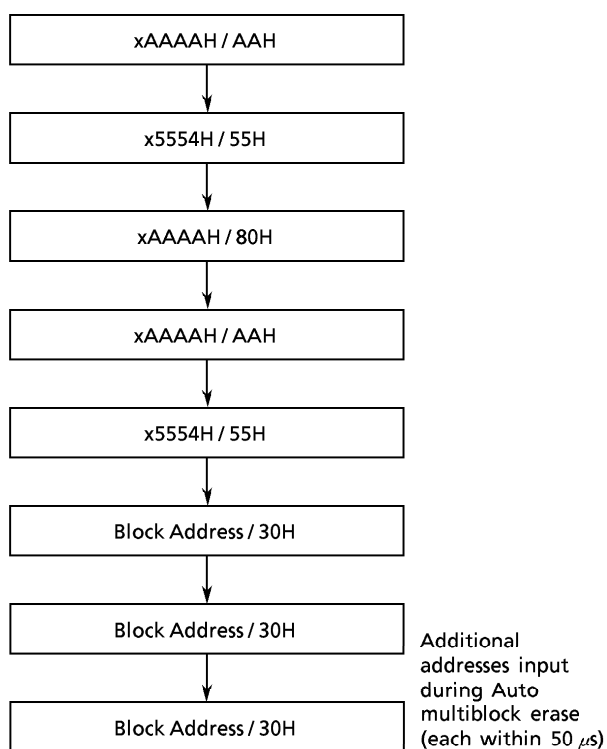 xAAAAH / AAH
x5554H / 55H
xAAAAH / 80H
xAAAAH / AAH
x5554H / 55H
Block Address / 30H
Block Address / 30H
Block Address / 30H
Additional
addresses input
during Auto
multiblock erase
(each within 50 μs)